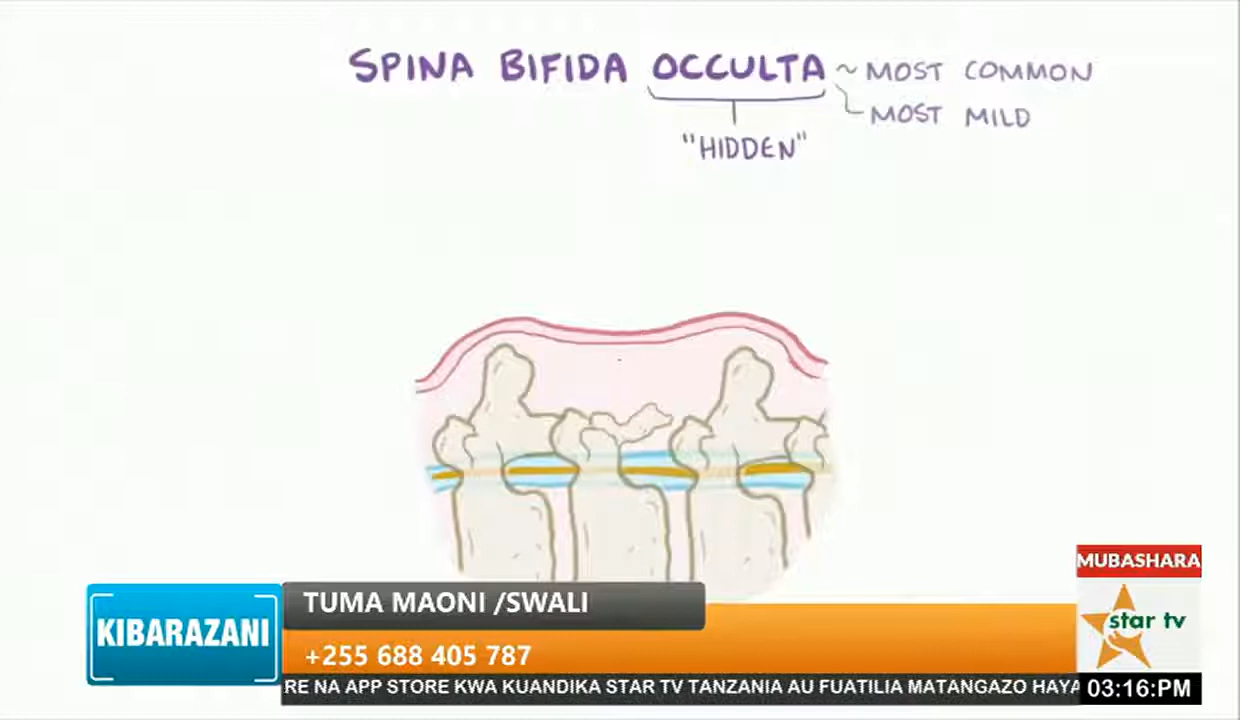 SPINA BIFIDA OCCULTA ~ MOST COMMON
MOST MILD
"HIDDEN"
MUBASHARA
star tv
KIBARAZANI
TUMA MAONI /SWALI
+255 688 405 787
RE NA APP STORE KWA KUANDIKA STAR TV TANZANIA AU FUATILIA MATANGAZO HAYA
03:16:PM